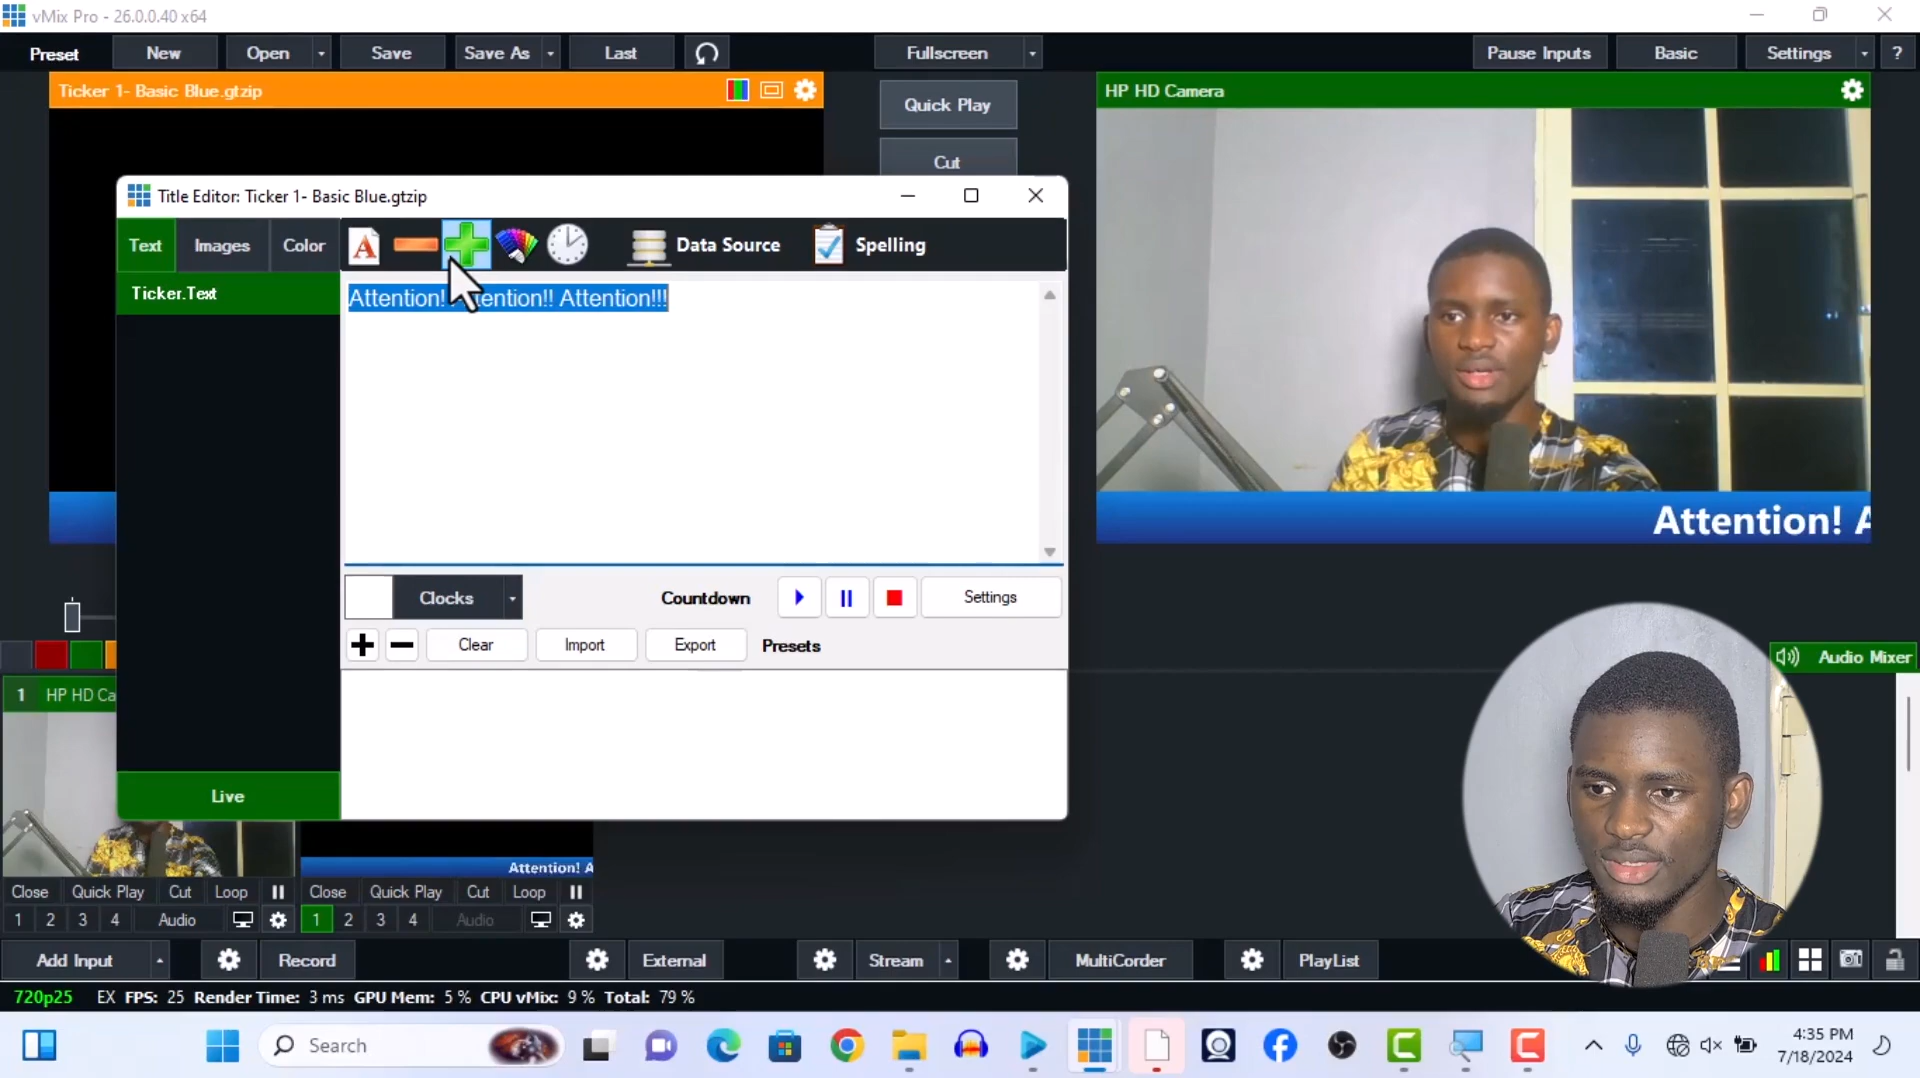 vMix Pro - 26.0.0.40 x64
Preset New Open Save Save As Last Fullscreen Pause Inputs Basic Settings ?
Ticker 1- Basic Blue.gtzip
Quick Play
Cut
HP HD Camera
Title Editor: Ticker 1- Basic Blue.gtzip
Text Images Color A Data Source Spelling
Ticker.Text
Attention! Attention!! Attention!!!
Attention! A
Clocks Countdown Settings
Clear Import Export Presets
Live
Audio Mixer
1 HP HD Ca
Attention! A
Close Quick Play Cut Loop Close Quick Play Cut Loop
1 2 3 4 Audio 1 2 3 4 Audio
Add Input Record External Stream MultiCorder PlayList
720p25 EX FPS: 25 Render Time: 3 ms GPU Mem: 5 % CPU vMix: 9 % Total: 79 %
Search
4:35 PM
7/18/2024